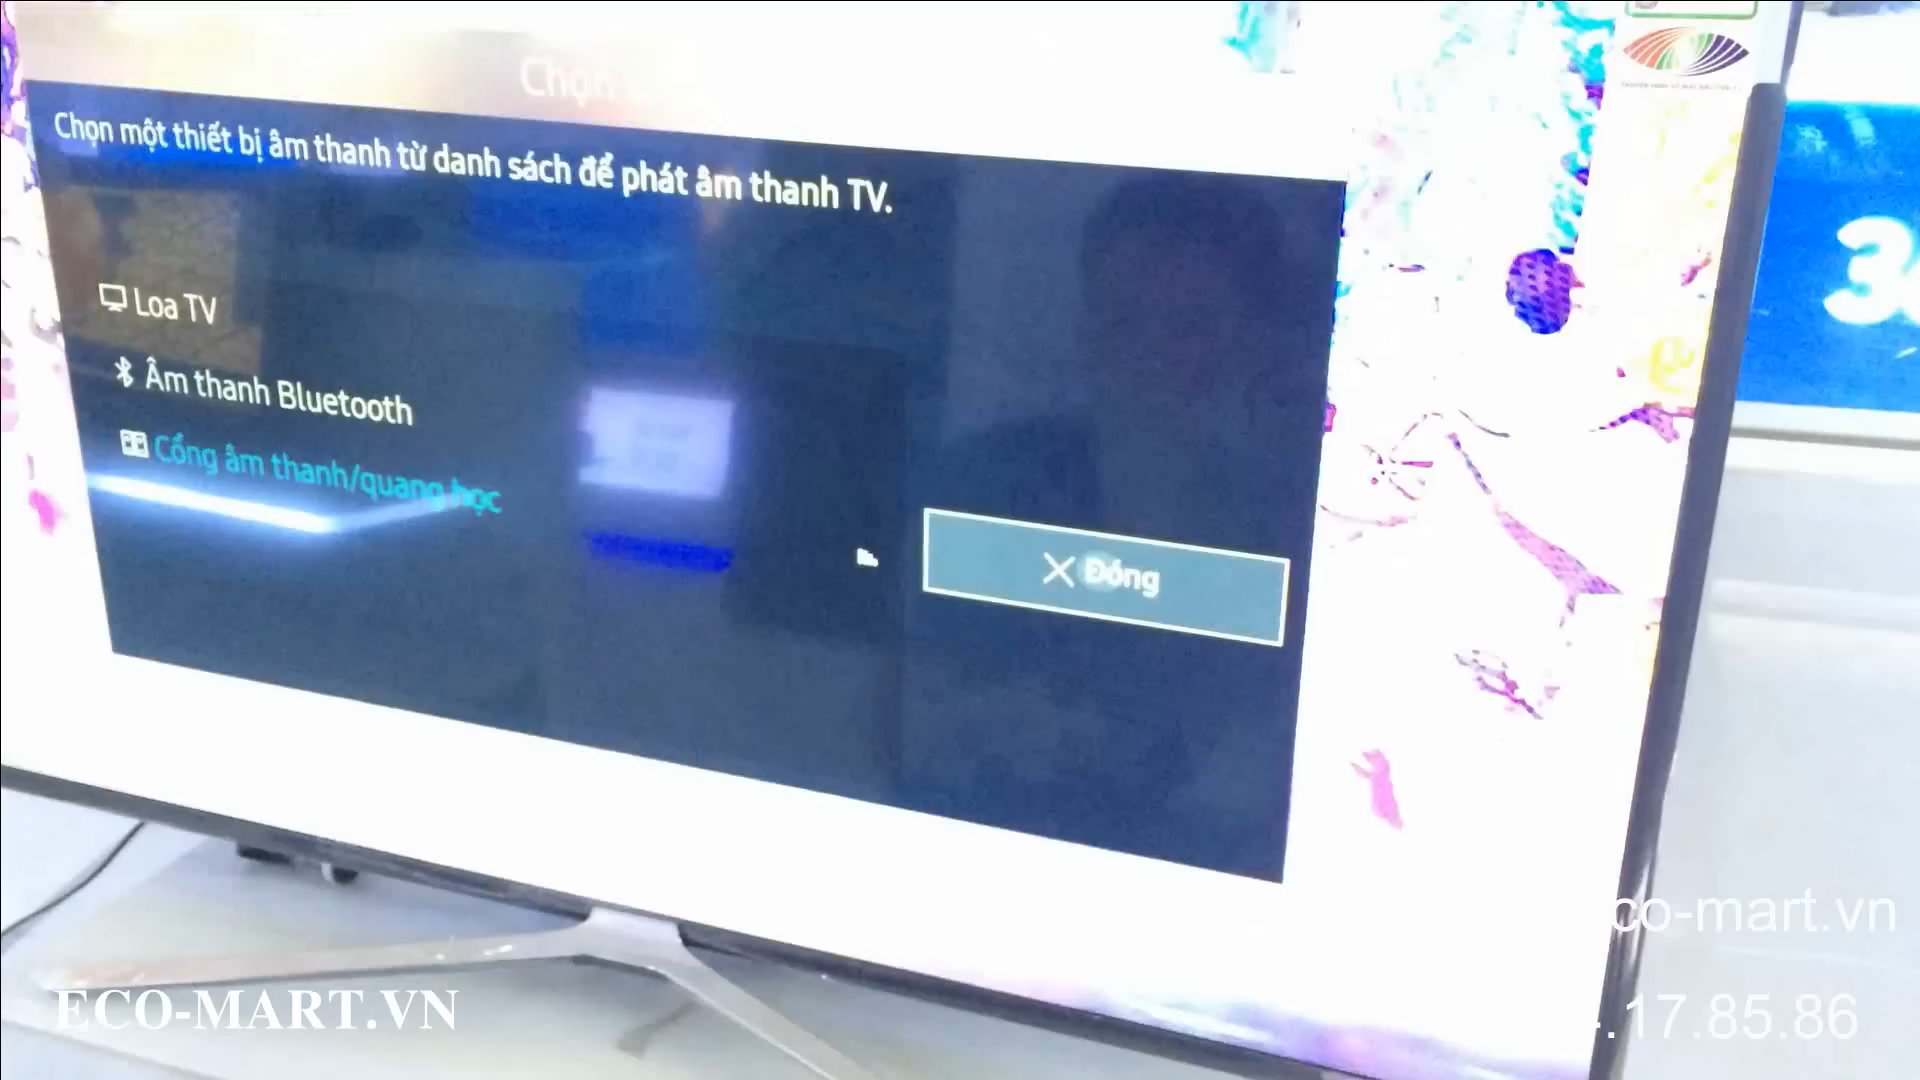 Chọn
Chọn một thiết bị âm thanh từ danh sách để phát âm thanh TV.
Loa TV
Âm thanh Bluetooth
Cổng âm thanh/quang học
Đóng
co-mart.vn
ECO-MART.VN
.17.85.86